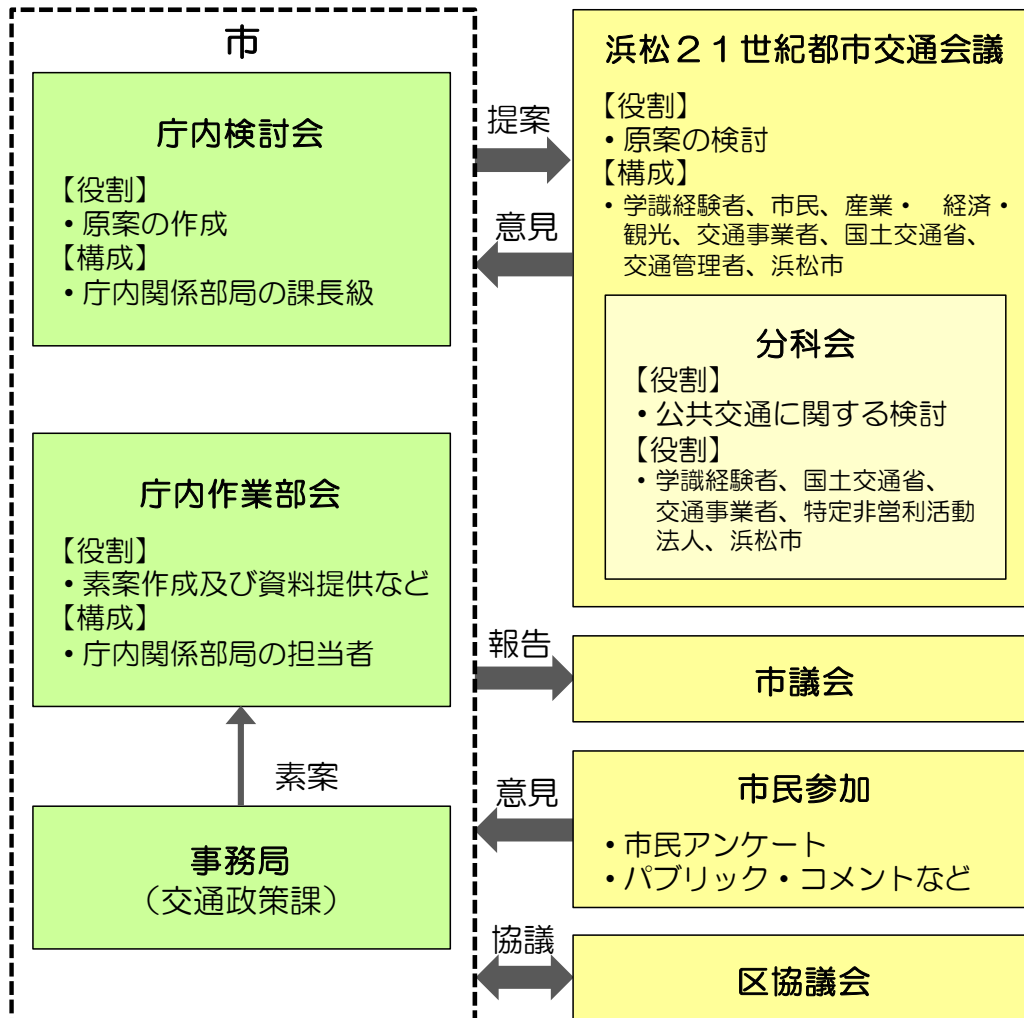 市
庁内検討会
【役割】
・原案の作成
【構成】
・庁内関係部局の課長級
庁内作業部会
【役割】
・素案作成及び資料提供など
【構成】
・庁内関係部局の担当者
素案
事務局
（交通政策課）
提案
意見
報告
意見
協議
浜松２１世紀都市交通会議
【役割】
・原案の検討
【構成】
・学識経験者、市民、産業・　経済・
観光、交通事業者、国土交通省、
交通管理者、浜松市
分科会
【役割】
・公共交通に関する検討
【役割】
・学識経験者、国土交通省、
交通事業者、特定非営利活動
法人、浜松市
市議会
市民参加
・市民アンケート
・パブリック・コメントなど
区協議会